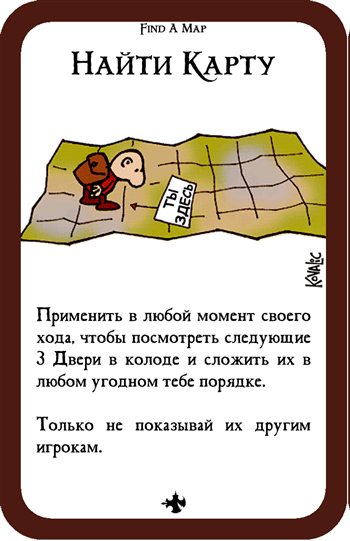 Find A Map
Найти Карту
ТЫ
ЗДЕСЬ
KOVALIC
Применить в любой момент своего
хода, чтобы посмотреть следующие
3 Двери в колоде и сложить их в
любом угодном тебе порядке.
Только не показывай их другим
игрокам.